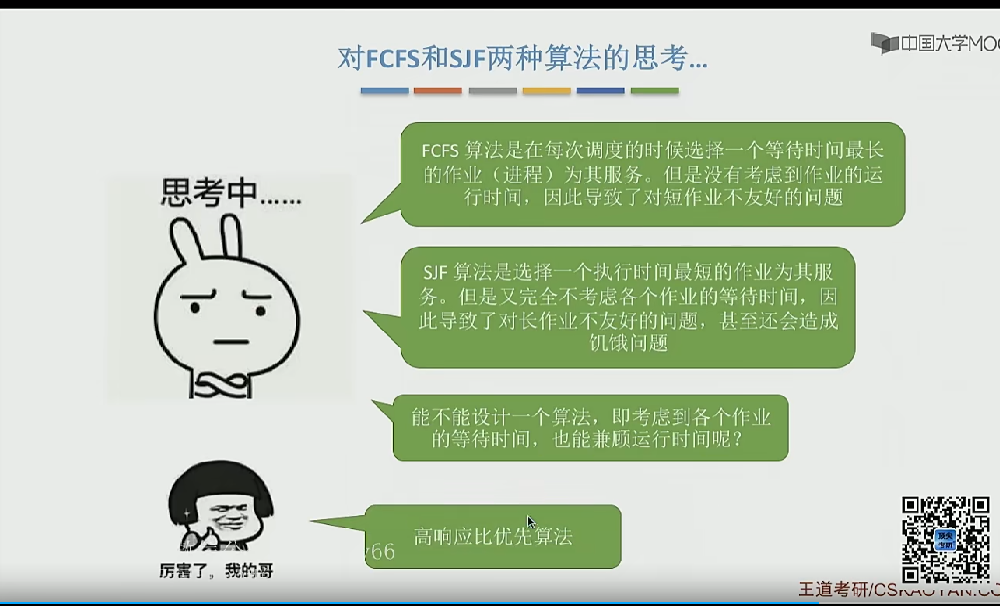 对FCFS和SJF两种算法的思考...
中国大学MOO
FCFS 算法是在每次调度的时候选择一个等待时间最长
的作业（进程）为其服务。但是没有考虑到作业的运
行时间，因此导致了对短作业不友好的问题
思考中......
SJF 算法是选择一个执行时间最短的作业为其服
务。但是又完全不考虑各个作业的等待时间，因
此导致了对长作业不友好的问题，甚至还会造成
饥饿问题
能不能设计一个算法，即考虑到各个作业
的等待时间，也能兼顾运行时间呢？
高响应比优先算法
66
厉害了，我的哥
王道考研/CSKAOYAN.CO